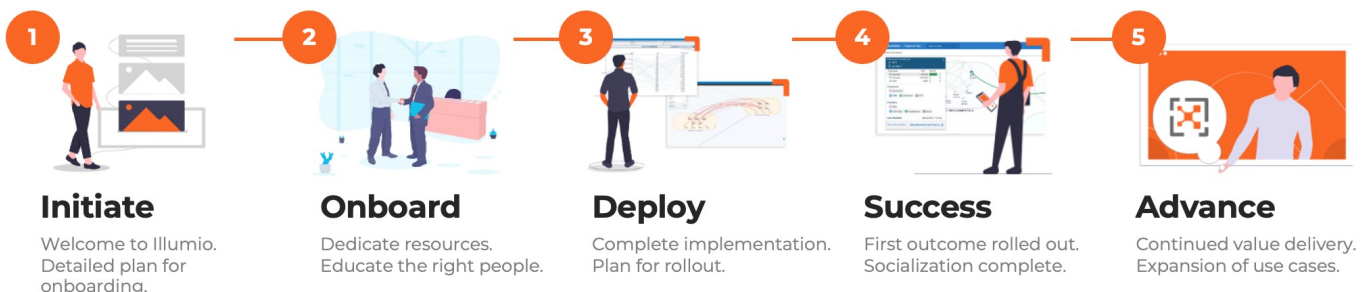 1
2
3
4
5
Initiate
Welcome to Illumio.
Detailed plan for
onboarding.
Onboard
Dedicate resources.
Educate the right people.
Deploy
Complete implementation.
Plan for rollout.
Success
First outcome rolled out.
Socialization complete.
Advance
Continued value delivery.
Expansion of use cases.